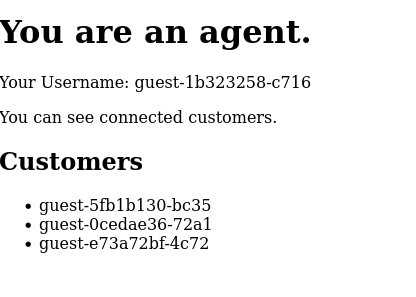 You are an agent.
Your Username: guest-1b323258-c716
You can see connected customers.
Customers
• guest-5fb1b130-bc35
• guest-0cedae36-72a1
• guest-e73a72bf-4c72